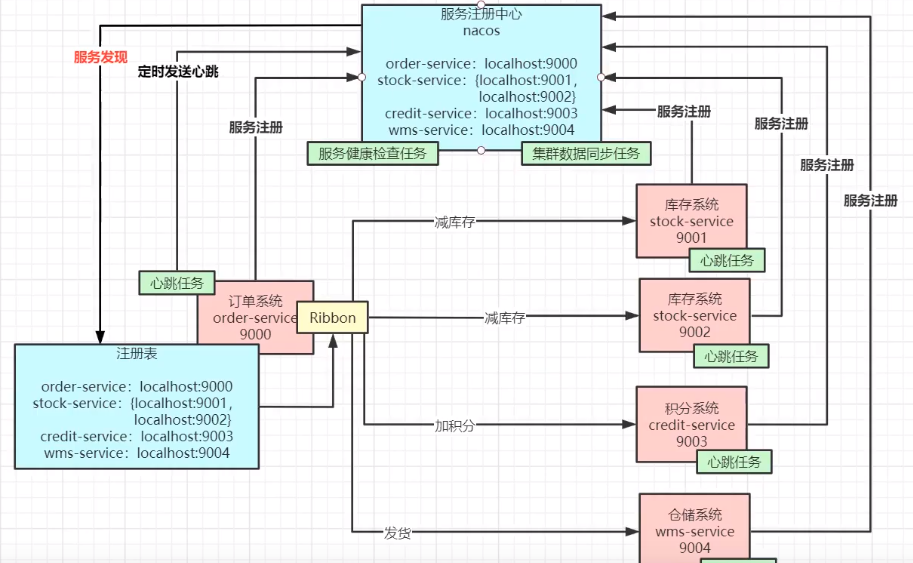 服务注册中心
nacos
order-service：localhost:9000
stock-service：{localhost:9001，
localhost:9002}
credit-service：localhost:9003
wms-service：localhost:9004
服务健康检查任务
集群数据同步任务
服务发现
定时发送心跳
服务注册
服务注册
服务注册
服务注册
服务注册
心跳任务
订单系统
order-service
9000
Ribbon
注册表
order-service：localhost:9000
stock-service：{localhost:9001，
localhost:9002}
credit-service：localhost:9003
wms-service：localhost:9004
减库存
库存系统
stock-service
9001
心跳任务
减库存
库存系统
stock-service
9002
心跳任务
加积分
积分系统
credit-service
9003
心跳任务
发货
仓储系统
wms-service
9004